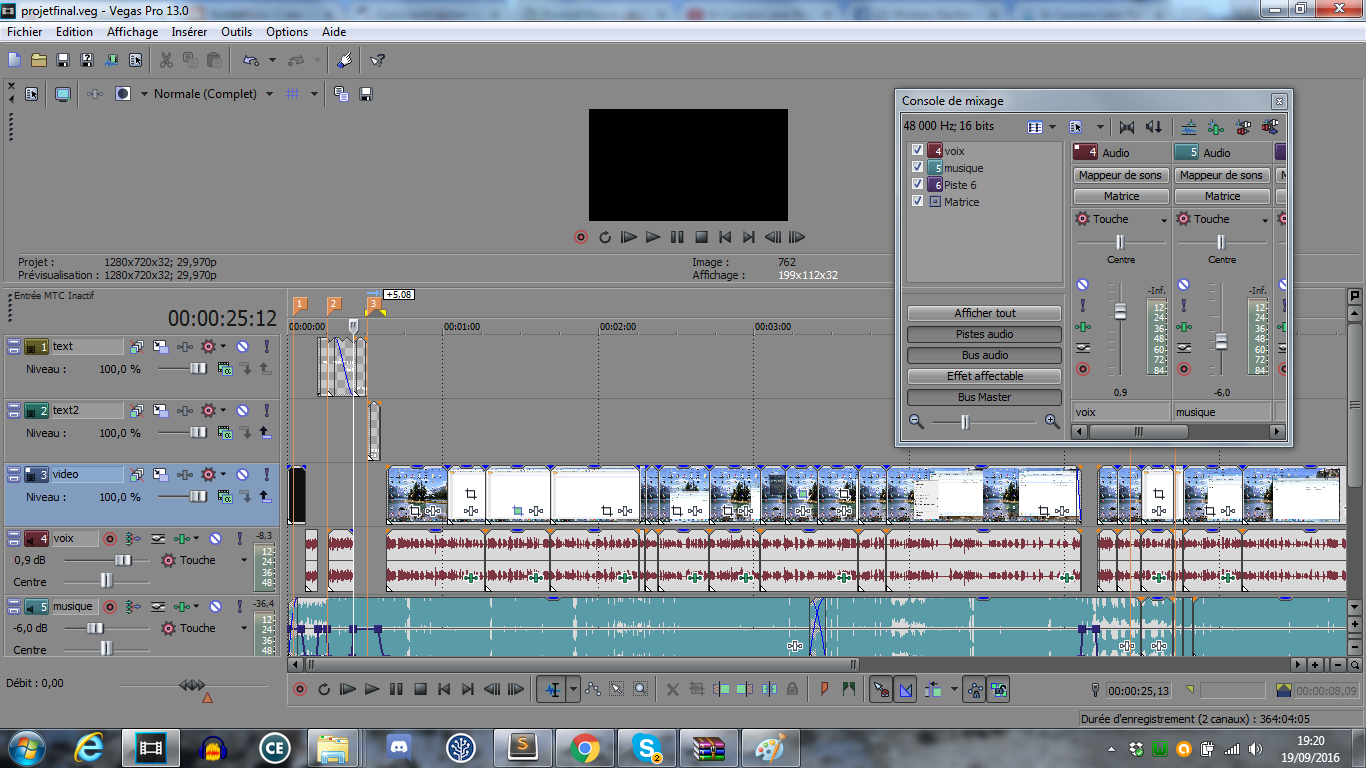 projetfinal.veg - Vegas Pro 13.0
Fichier Edition Affichage Insérer Outils Options Aide
Normale (Complet)
Projet : 1280x720x32; 29,970p
Prévisualisation : 1280x720x32; 29,970p
Image : 762
Affichage : 199x112x32
Console de mixage
48 000 Hz; 16 bits
4 voix
5 musique
6 Piste 6
Matrice
Afficher tout
Pistes audio
Bus audio
Effet affectable
Bus Master
4 Audio 5 Audio
Mappeur de sons Mappeur de sons
Matrice Matrice
Touche Touche
Centre Centre
-Inf. -Inf.
12 12
24 24
36 36
48 48
60 60
72 72
84 84
0,9 -6,0
voix musique
Entrée MTC Inactif
00:00:25:12
1 2 3 +5,08
00:00:00 00:01:00 00:02:00 00:03:00
1 text
Niveau : 100,0 %
2 text2
Niveau : 100,0 %
3 video
Niveau : 100,0 %
4 voix -8,3
0,9 dB Touche
Centre
12
24
36
48
5 musique -36,4
-6,0 dB Touche
Centre
12
24
36
48
Débit : 0,00
00:00:25,13 00:00:08,09
Durée d'enregistrement (2 canaux) : 364:04:05
CE
S
S 2
19:20
19/09/2016